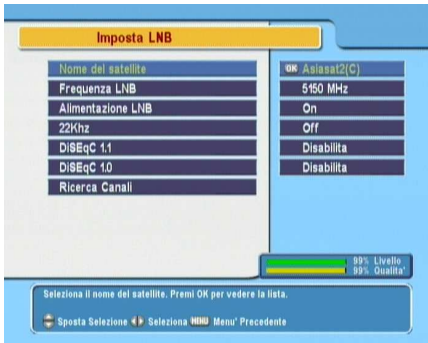 Imposta LNB
Nome del satellite OK Asiasat2(C)
Frequenza LNB 5150 MHz
Alimentazione LNB On
22Khz Off
DiSEqC 1.1 Disabilita
DiSEqC 1.0 Disabilita
Ricerca Canali
99% Livello
99% Qualita'
Seleziona il nome del satellite. Premi OK per vedere la lista.
Sposta Selezione Seleziona MENU Menu' Precedente